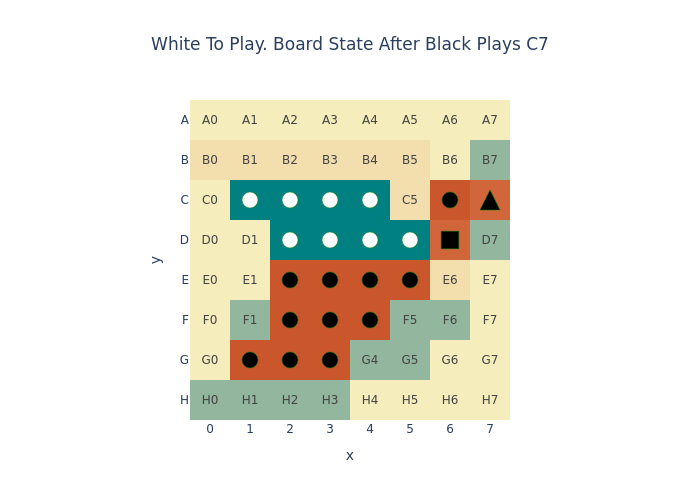 White To Play. Board State After Black Plays C7
A A0 A1 A2 A3 A4 A5 A6 A7
B B0 B1 B2 B3 B4 B5 B6 B7
C C0 C5
D D0 D1 D7
E E0 E1 E6 E7
F F0 F1 F5 F6 F7
G G0 G4 G5 G6 G7
H H0 H1 H2 H3 H4 H5 H6 H7
0 1 2 3 4 5 6 7
x
y